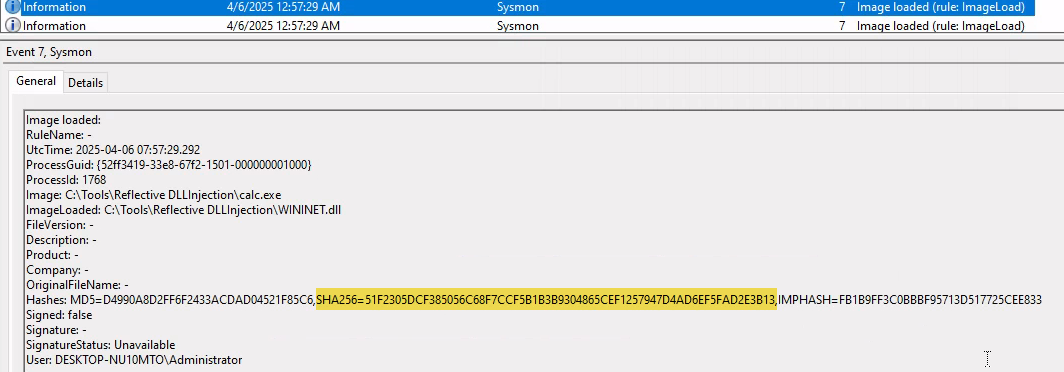 Information 4/6/2025 12:57:29 AM Sysmon 7 Image loaded (rule: ImageLoad)
Information 4/6/2025 12:57:29 AM Sysmon 7 Image loaded (rule: ImageLoad)
Event 7, Sysmon
General Details
Image loaded:
RuleName: -
UtcTime: 2025-04-06 07:57:29.292
ProcessGuid: {52ff3419-33e8-67f2-1501-000000001000}
ProcessId: 1768
Image: C:\Tools\Reflective DLLInjection\calc.exe
ImageLoaded: C:\Tools\Reflective DLLInjection\WININET.dll
FileVersion: -
Description: -
Product: -
Company: -
OriginalFileName: -
Hashes: MD5=D4990A8D2FF6F2433ACDAD04521F85C6,SHA256=51F2305DCF385056C68F7CCF5B1B3B9304865CEF1257947D4AD6EF5FAD2E3B13,IMPHASH=FB1B9FF3C0BBBF95713D517725CEE833
Signed: false
Signature: -
SignatureStatus: Unavailable
User: DESKTOP-NU10MTO\Administrator